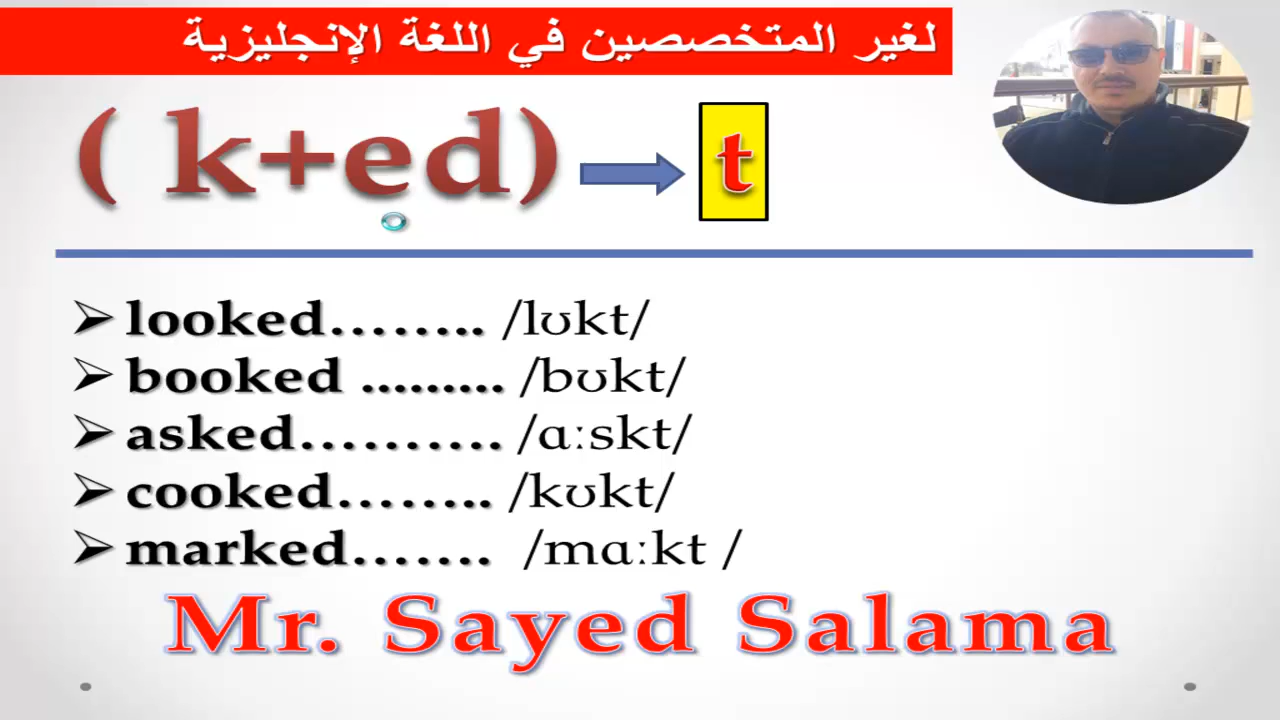 لغير المتخصصين في اللغة الإنجليزية
( k+ed) t
looked…….. /lʊkt/
booked ......... /bʊkt/
asked………. /ɑːskt/
cooked…….. /kʊkt/
marked……. /mɑːkt /
Mr. Sayed Salama